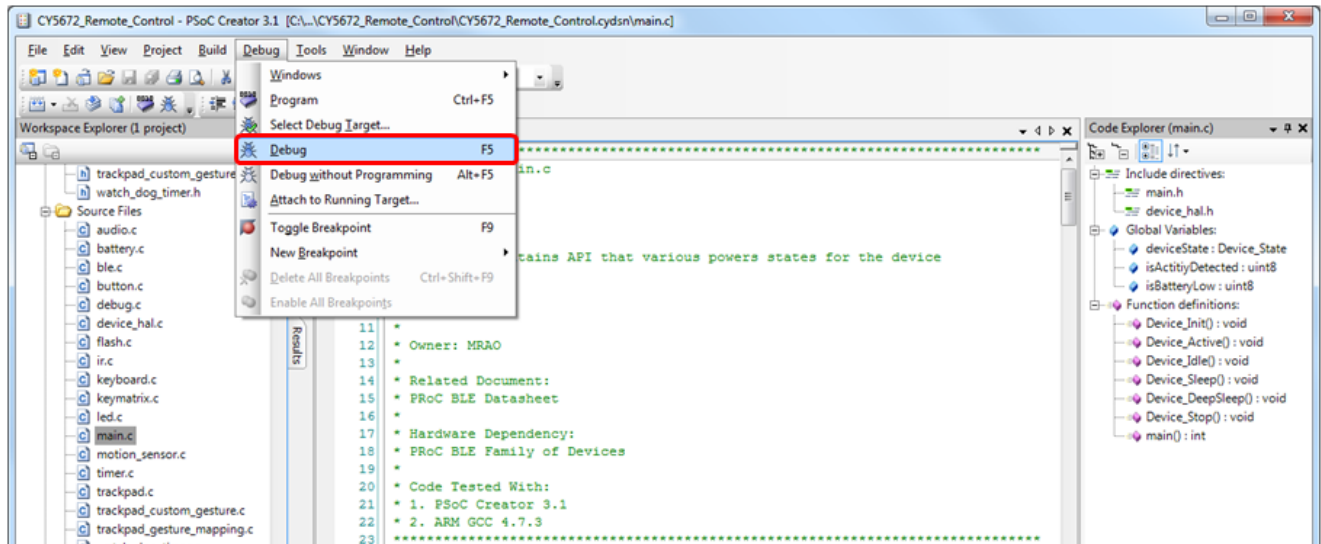 CY5672_Remote_Control - PSoC Creator 3.1 [C:\...\CY5672_Remote_Control\CY5672_Remote_Control.cydsn\main.c]
File Edit View Project Build Debug Tools Window Help
Windows
Program Ctrl+F5
Select Debug Target...
Debug F5
Debug without Programming Alt+F5
Attach to Running Target...
Toggle Breakpoint F9
New Breakpoint
Delete All Breakpoints Ctrl+Shift+F9
Enable All Breakpoints
Workspace Explorer (1 project)
trackpad_custom_gesture
watch_dog_timer.h
Source Files
audio.c
battery.c
ble.c
button.c
debug.c
device_hal.c
flash.c
ir.c
keyboard.c
keymatrix.c
led.c
main.c
motion_sensor.c
timer.c
trackpad.c
trackpad_custom_gesture.c
trackpad_gesture_mapping.c
Results
in.c
tains API that various powers states for the device
11 *
12 * Owner: MRAO
13 *
14 * Related Document:
15 * PRoC BLE Datasheet
16 *
17 * Hardware Dependency:
18 * PRoC BLE Family of Devices
19 *
20 * Code Tested With:
21 * 1. PSoC Creator 3.1
22 * 2. ARM GCC 4.7.3
23 *******************************************************************************
Code Explorer (main.c)
Include directives:
main.h
device_hal.h
Global Variables:
deviceState : Device_State
isActitiyDetected : uint8
isBatteryLow : uint8
Function definitions:
Device_Init() : void
Device_Active() : void
Device_Idle() : void
Device_Sleep() : void
Device_DeepSleep() : void
Device_Stop() : void
main() : int